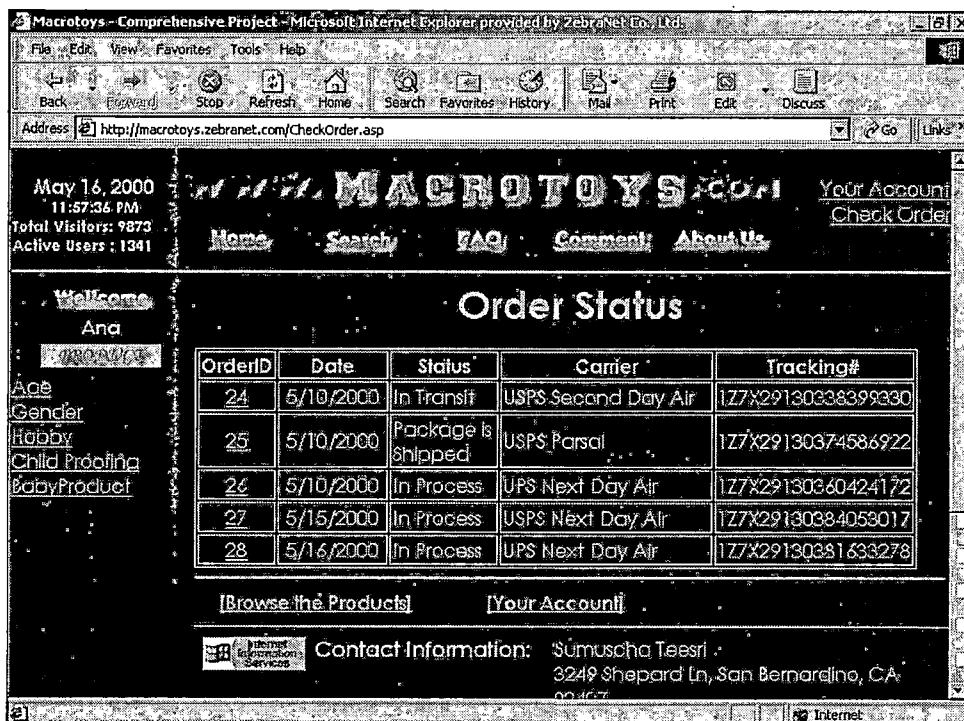 Macrotoys - Comprehensive Project - Microsoft Internet Explorer provided by ZebraNet Co., Ltd.
File Edit View Favorites Tools Help
Back Forward Stop Refresh Home Search Favorites History Mail Print Edit Discuss
Address http://macrotoys.zebranet.com/CheckOrder.asp Go Links »
May 16, 2000
11:57:36 PM
Total Visitors: 9873
Active Users : 1341
www.MACROTOYS.com
Your Account
Check Order
Home Search FAQ Comment About Us
Wellcome
Ana
PRODUCT
Age
Gender
Hobby
Child Proofing
BabyProduct
Order Status
OrderID Date Status Carrier Tracking#
24 5/10/2000 In Transit USPS Second Day Air 1Z7X29130338399330
25 5/10/2000 Package is Shipped USPS Parsal 1Z7X29130374586922
26 5/10/2000 In Process UPS Next Day Air 1Z7X29130360424172
27 5/15/2000 In Process USPS Next Day Air 1Z7X29130384053017
28 5/16/2000 In Process UPS Next Day Air 1Z7X29130381633278
[Browse the Products] [Your Account]
Internet Information Services
Contact Information: Sumuscha Teesri
3249 Shepard Ln, San Bernardino, CA
Internet